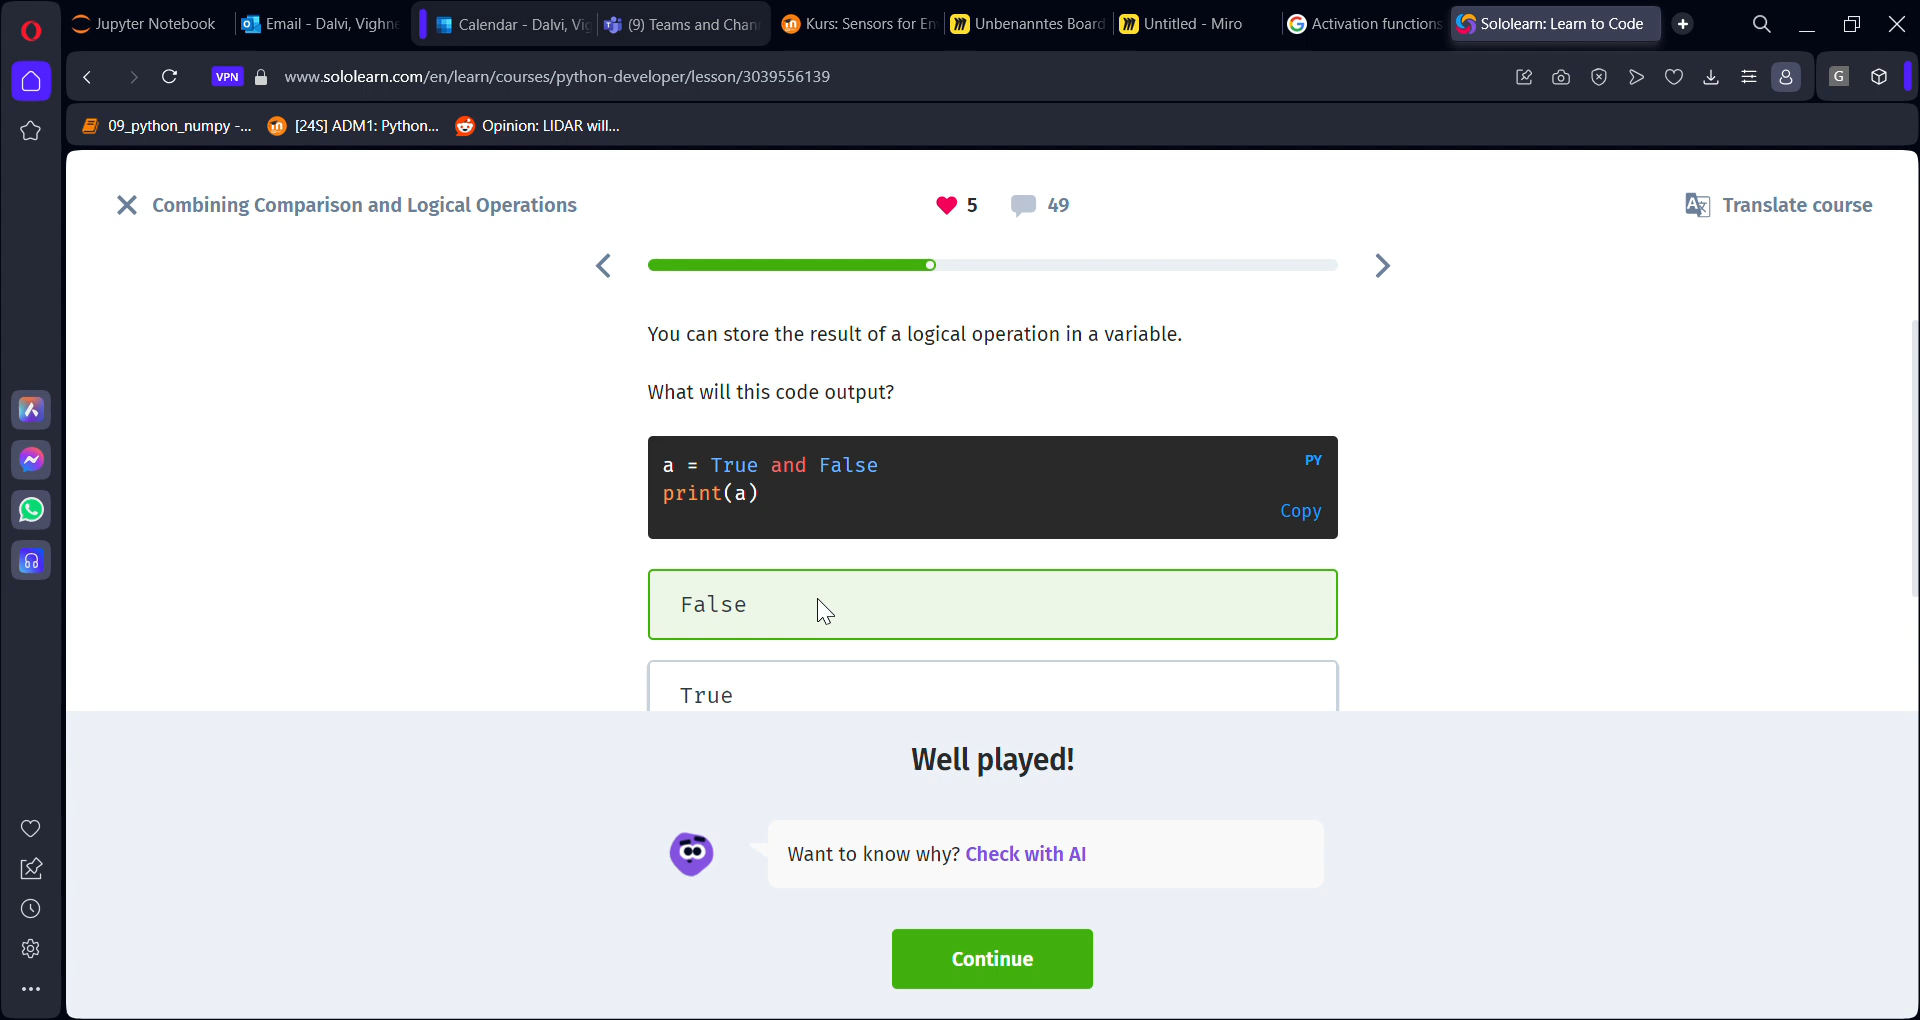 Jupyter Notebook
Email - Dalvi, Vighne
Calendar - Dalvi, Vig
(9) Teams and Chan
Kurs: Sensors for En
Unbenanntes Board
Untitled - Miro
Activation functions
Sololearn: Learn to Code
VPN
www.sololearn.com/en/learn/courses/python-developer/lesson/3039556139
G
09_python_numpy -...
[24S] ADM1: Python...
Opinion: LIDAR will...
Combining Comparison and Logical Operations
5
49
Translate course
You can store the result of a logical operation in a variable.
What will this code output?
a = True and False
PY
print(a)
Copy
False
True
Well played!
Want to know why? Check with AI
Continue